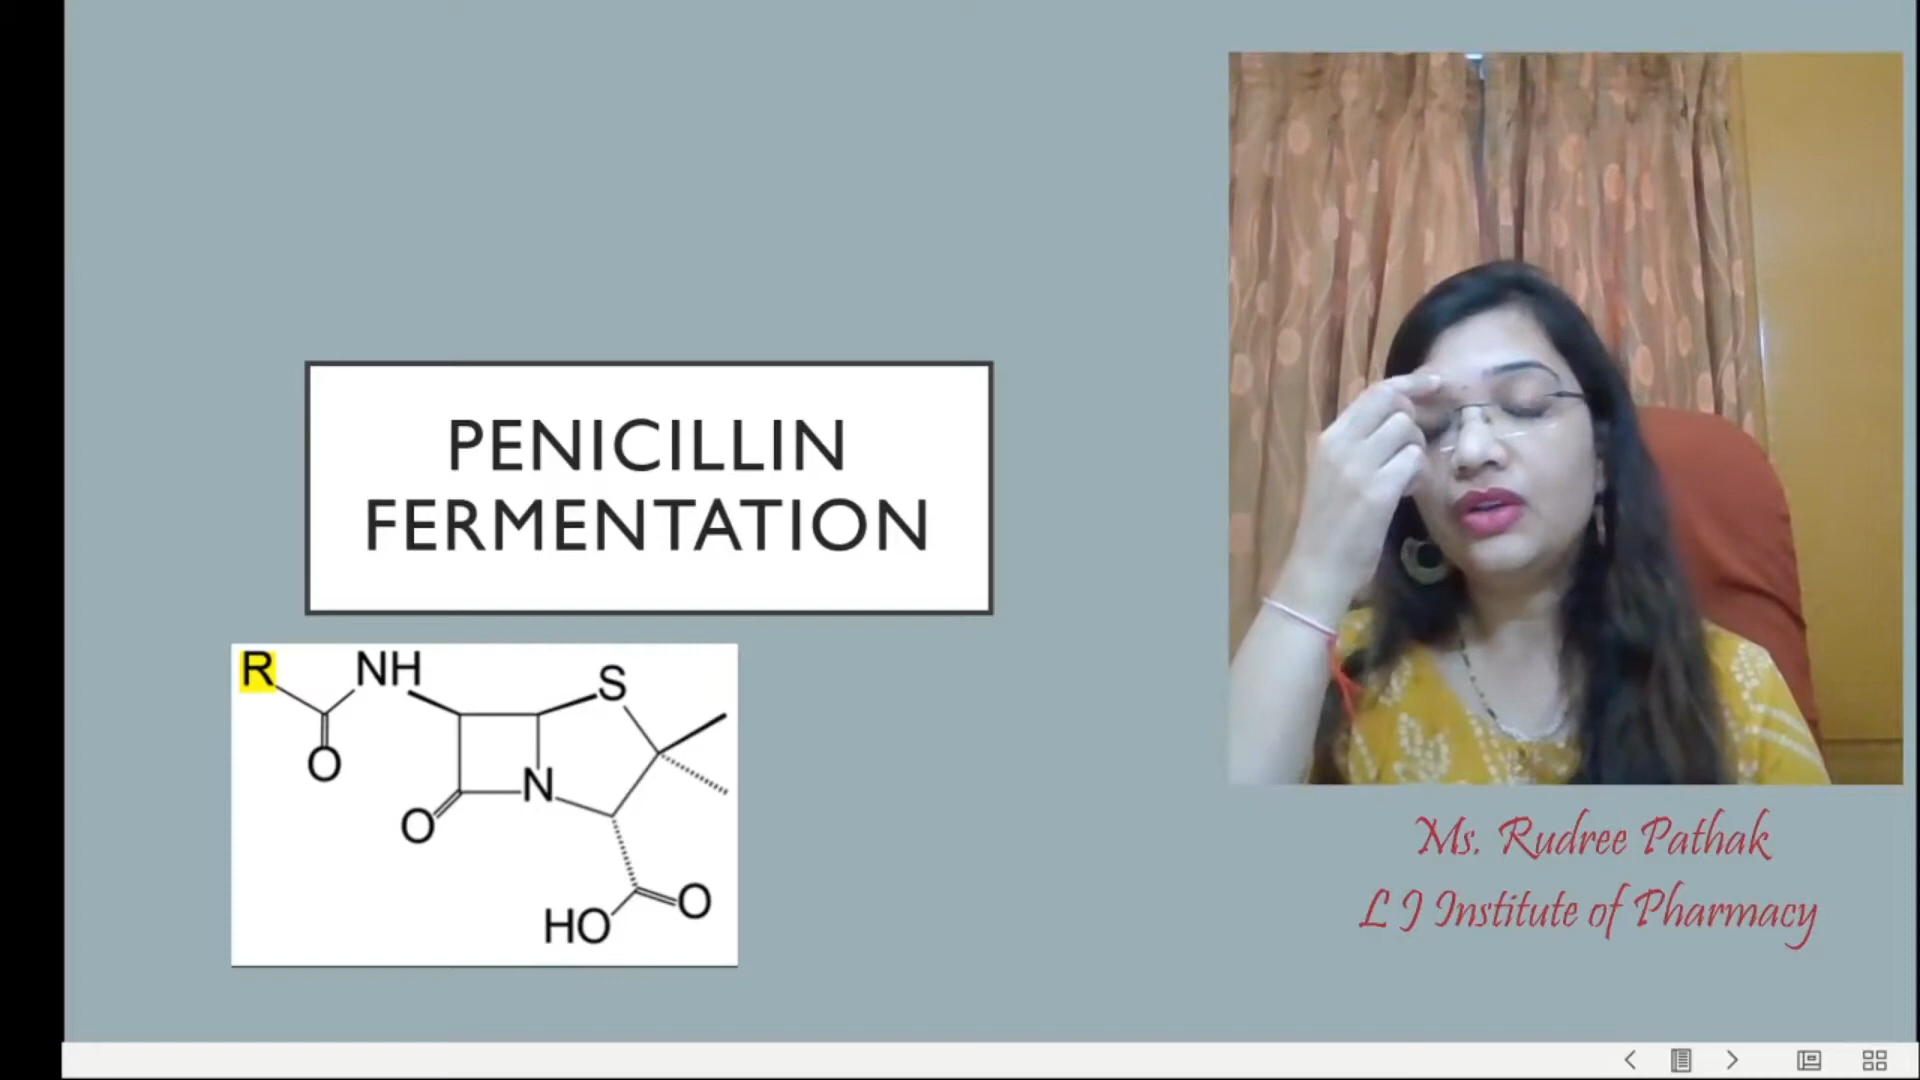 PENICILLIN
FERMENTATION
R
NH
S
O
N
O
O
HO
Ms. Rudree Pathak
L J Institute of Pharmacy